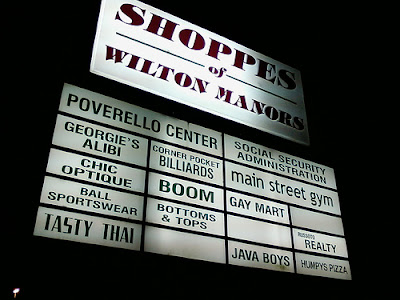 SHOPPES
of
WILTON MANORS
POVERELLO CENTER
GEORGIE'S
ALIBI
CHIC
OPTIQUE
BALL
SPORTSWEAR
TASTY THAI
CORNER POCKET
BILLIARDS
BOOM
BOTTOMS
& TOPS
SOCIAL SECURITY
ADMINISTRATION
main street gym
GAY MART
JAVA BOYS
REALTY
HUMPYS PIZZA